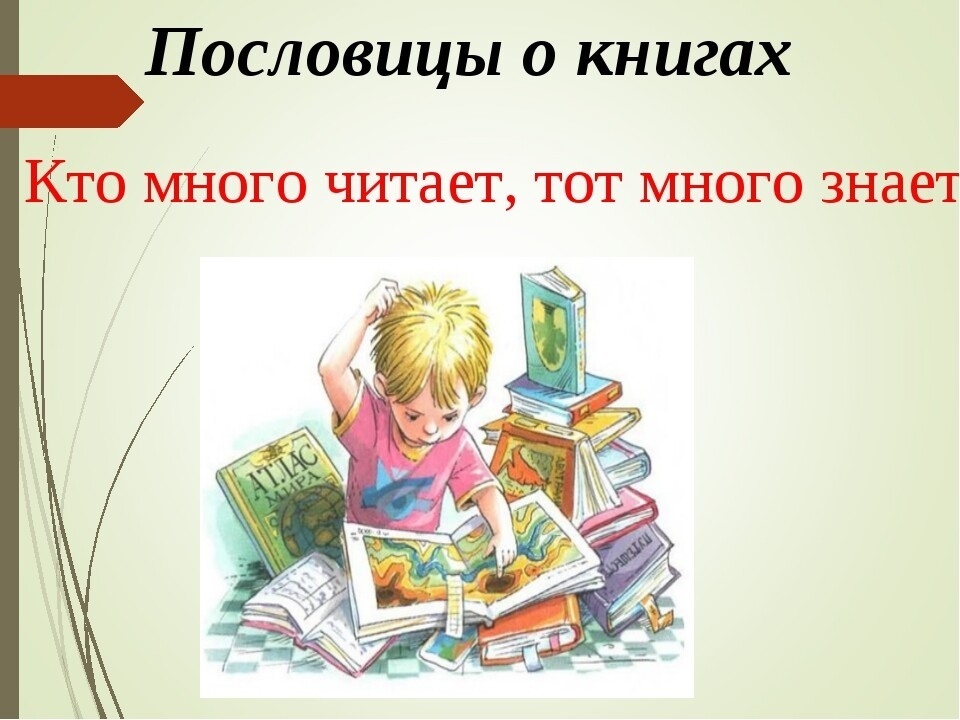 Пословицы о книгах
Кто много читает, тот много знает
АТЛАС
МИРА